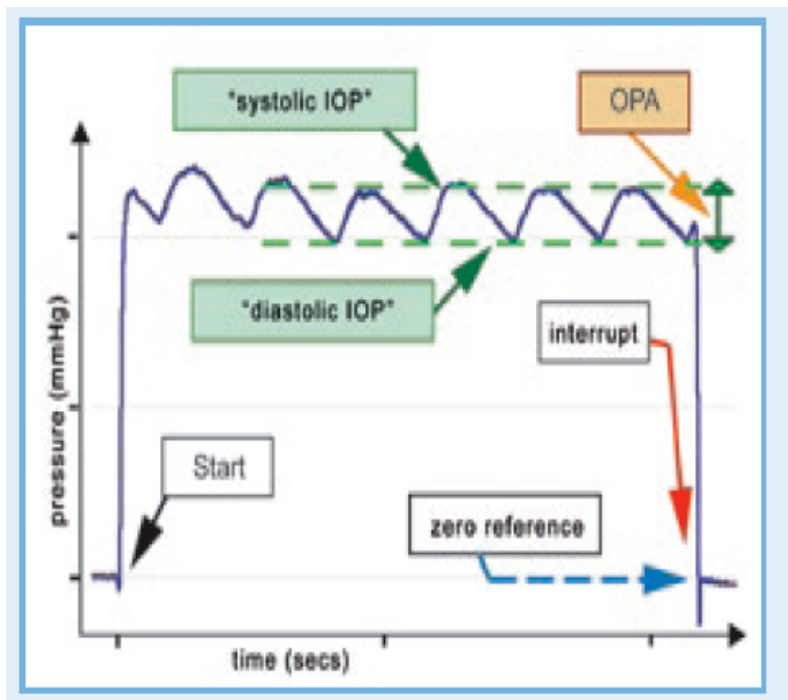 "systolic IOP"
OPA
"diastolic IOP"
interrupt
Start
zero reference
pressure (mmHg)
time (secs)